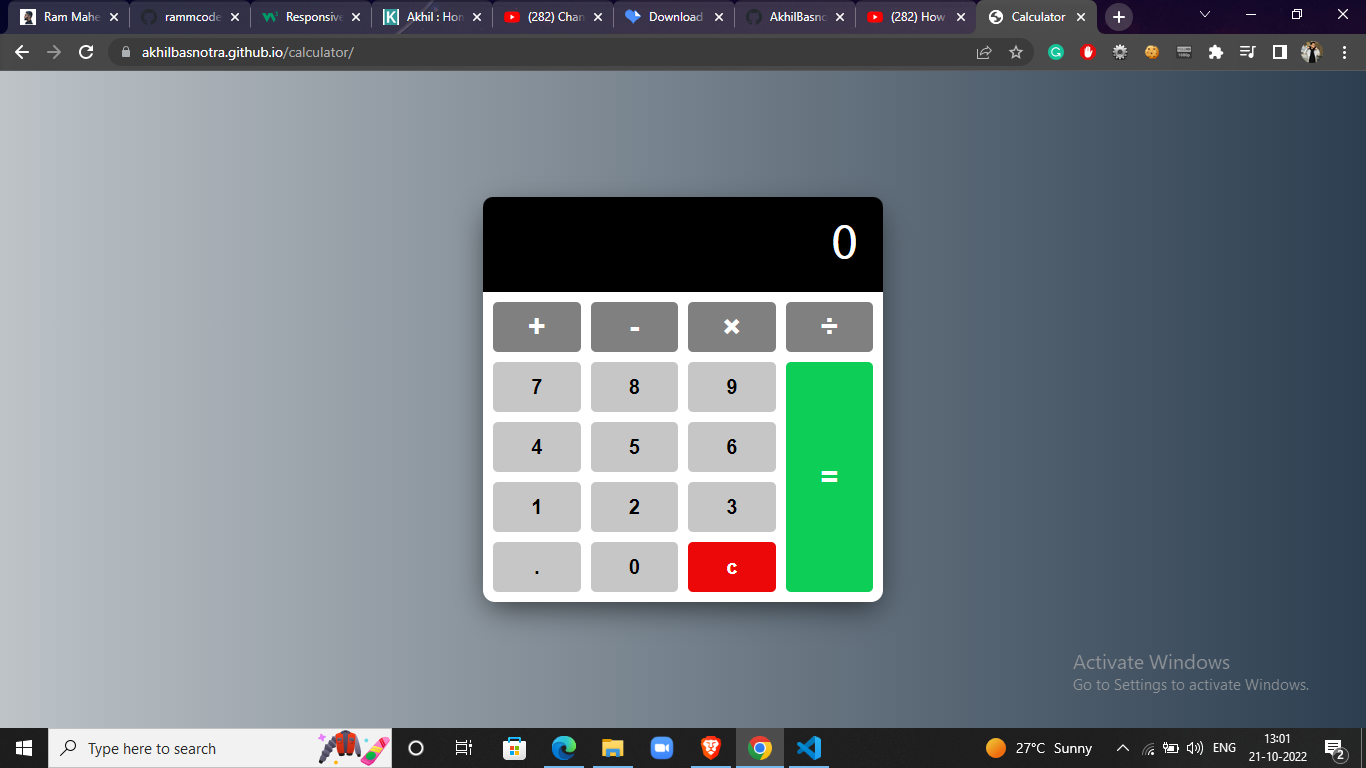 Ram Mahe
rammcode
Responsive
Akhil : Hon
(282) Chan
Download
AkhilBasno
(282) How
Calculator
akhilbasnotra.github.io/calculator/
0
+ - × ÷
7 8 9
4 5 6
=
1 2 3
. 0 c
Activate Windows
Go to Settings to activate Windows.
Type here to search
27°C Sunny
ENG
13:01
21-10-2022
2